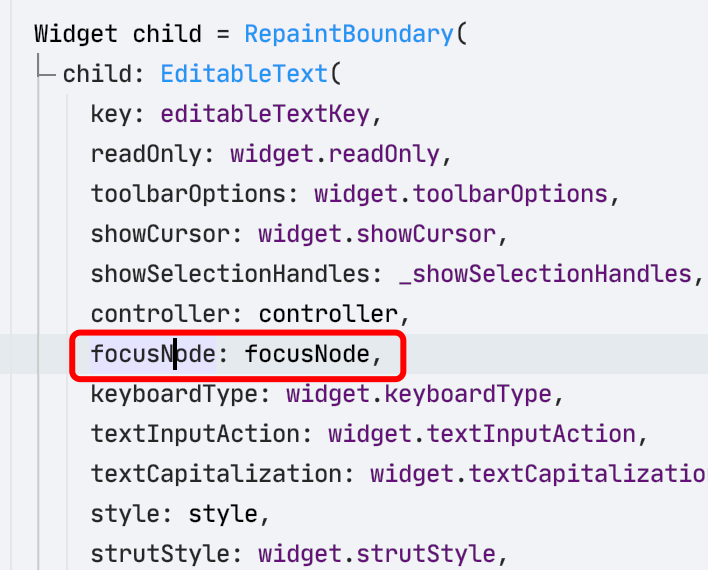 Widget child = RepaintBoundary(
child: EditableText(
key: editableTextKey,
readOnly: widget.readOnly,
toolbarOptions: widget.toolbarOptions,
showCursor: widget.showCursor,
showSelectionHandles: _showSelectionHandles,
controller: controller,
focusNode: focusNode,
keyboardType: widget.keyboardType,
textInputAction: widget.textInputAction,
textCapitalization: widget.textCapitalizatio
style: style,
strutStyle: widget.strutStyle,